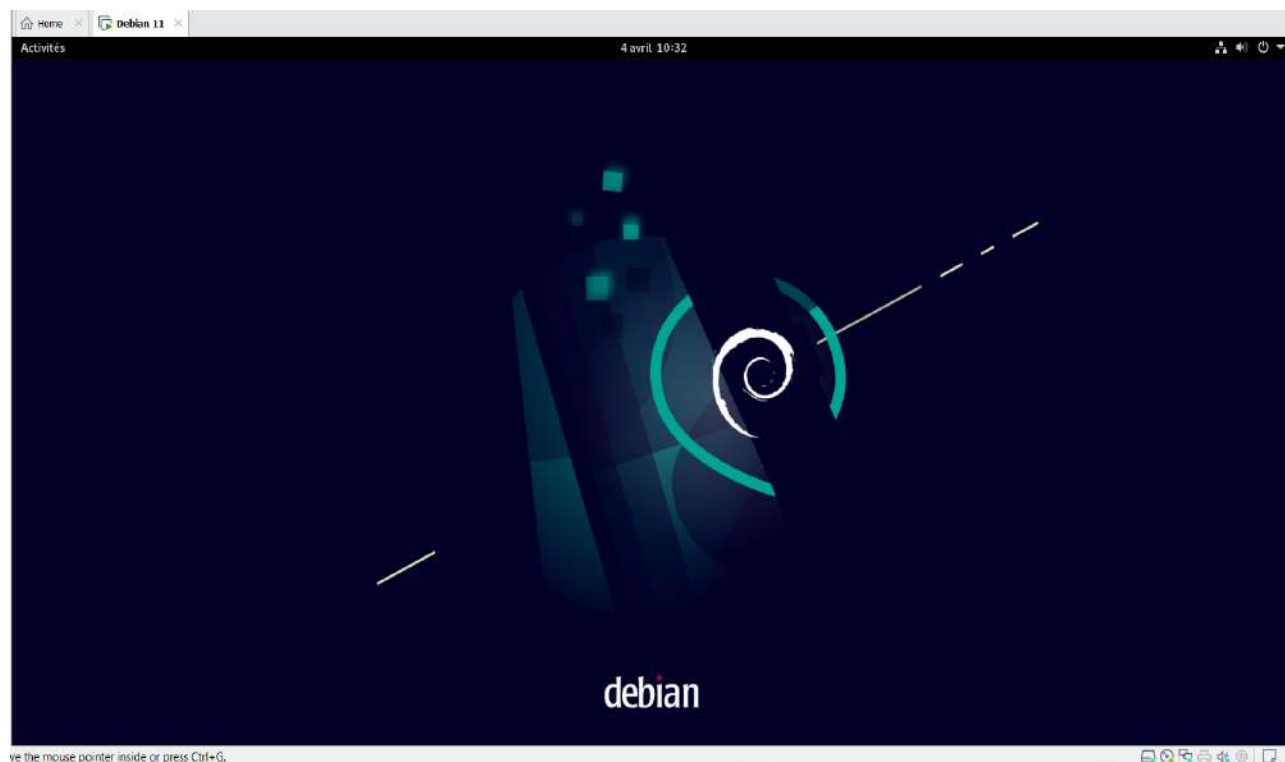 Home
Debian 11
Activités
4 avril 10:32
debian
ve the mouse pointer inside or press Ctrl+G.